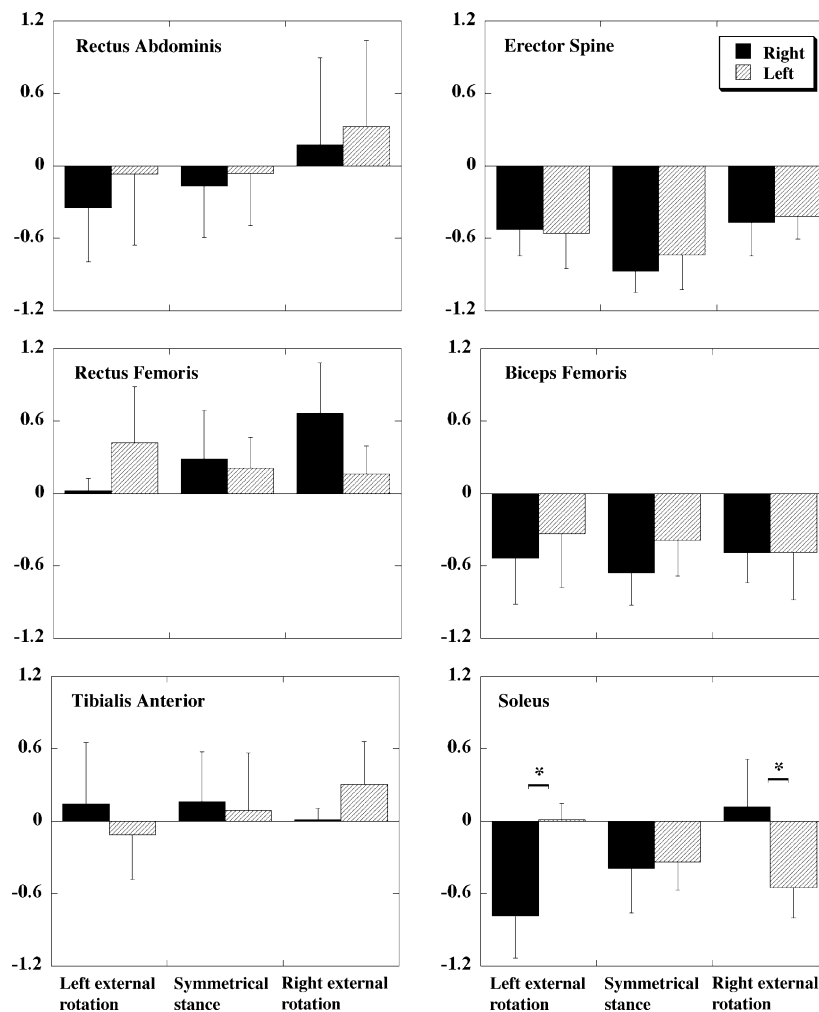 1.2
Rectus Abdominis
0.6
0
-0.6
-1.2
Erector Spine
Right
Left
1.2
0.6
0
-0.6
-1.2
1.2
Rectus Femoris
0.6
0
-0.6
-1.2
1.2
Biceps Femoris
0.6
0
-0.6
-1.2
1.2
Tibialis Anterior
0.6
0
-0.6
-1.2
Left external
rotation
Symmetrical
stance
Right external
rotation
1.2
Soleus
0.6
*
*
0
-0.6
-1.2
Left external
rotation
Symmetrical
stance
Right external
rotation